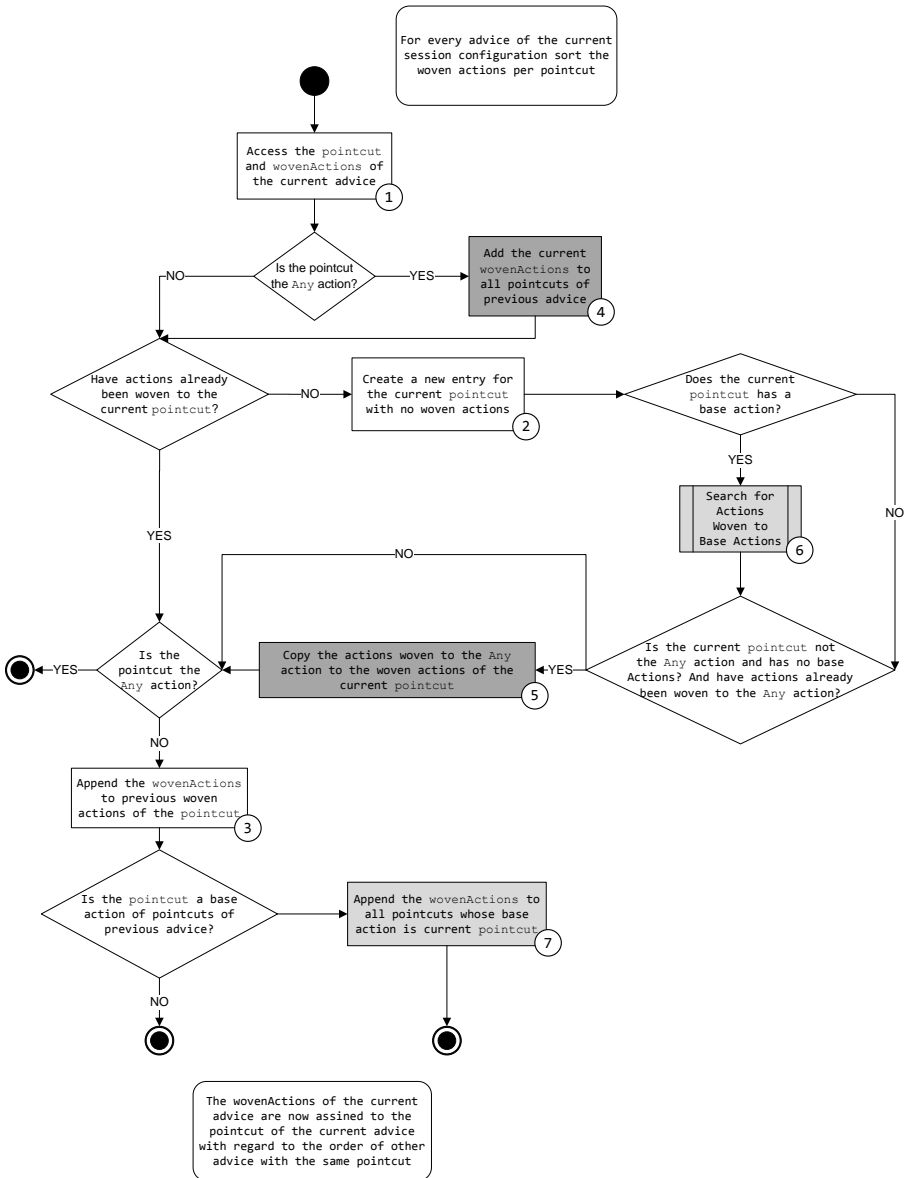 For every advice of the current
session configuration sort the
woven actions per pointcut
Access the pointcut
and wovenActions of
the current advice
1
Is the pointcut
the Any action?
NO
YES
Add the current
wovenActions to
all pointcuts of
previous advice
4
Have actions already
been woven to the
current pointcut?
NO
Create a new entry for
the current pointcut
with no woven actions
2
Does the current
pointcut has a
base action?
YES
NO
Search for
Actions
Woven to
Base Actions
6
YES
NO
Is the current pointcut not
the Any action and has no base
Actions? And have actions already
been woven to the Any action?
YES
Copy the actions woven to the Any
action to the woven actions of the
current pointcut
5
Is the
pointcut the
Any action?
YES
NO
Append the wovenActions
to previous woven
actions of the pointcut
3
Is the pointcut a base
action of pointcuts of
previous advice?
Append the wovenActions to
all pointcuts whose base
action is current pointcut
7
NO
The wovenActions of the current
advice are now assined to the
pointcut of the current advice
with regard to the order of other
advice with the same pointcut